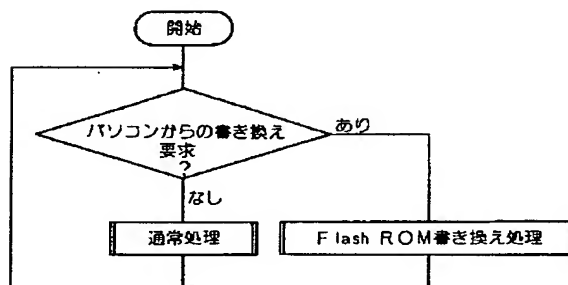 開始
パソコンからの書き換え
要求
?
あり
なし
通常処理
Flash ROM書き換え処理